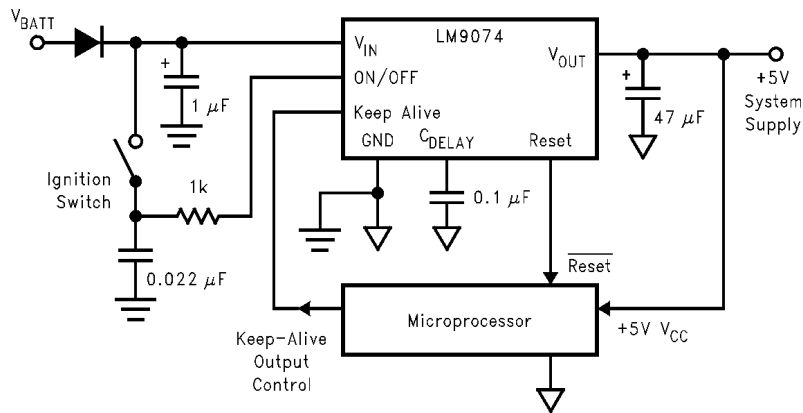 V_BATT
+
1 µF
Ignition
Switch
1k
0.022 µF
LM9074
V_IN
ON/OFF
Keep Alive
GND
C_DELAY
Reset
V_OUT
+
47 µF
+5V
System
Supply
0.1 µF
Reset
Microprocessor
+5V V_CC
Keep-Alive
Output
Control